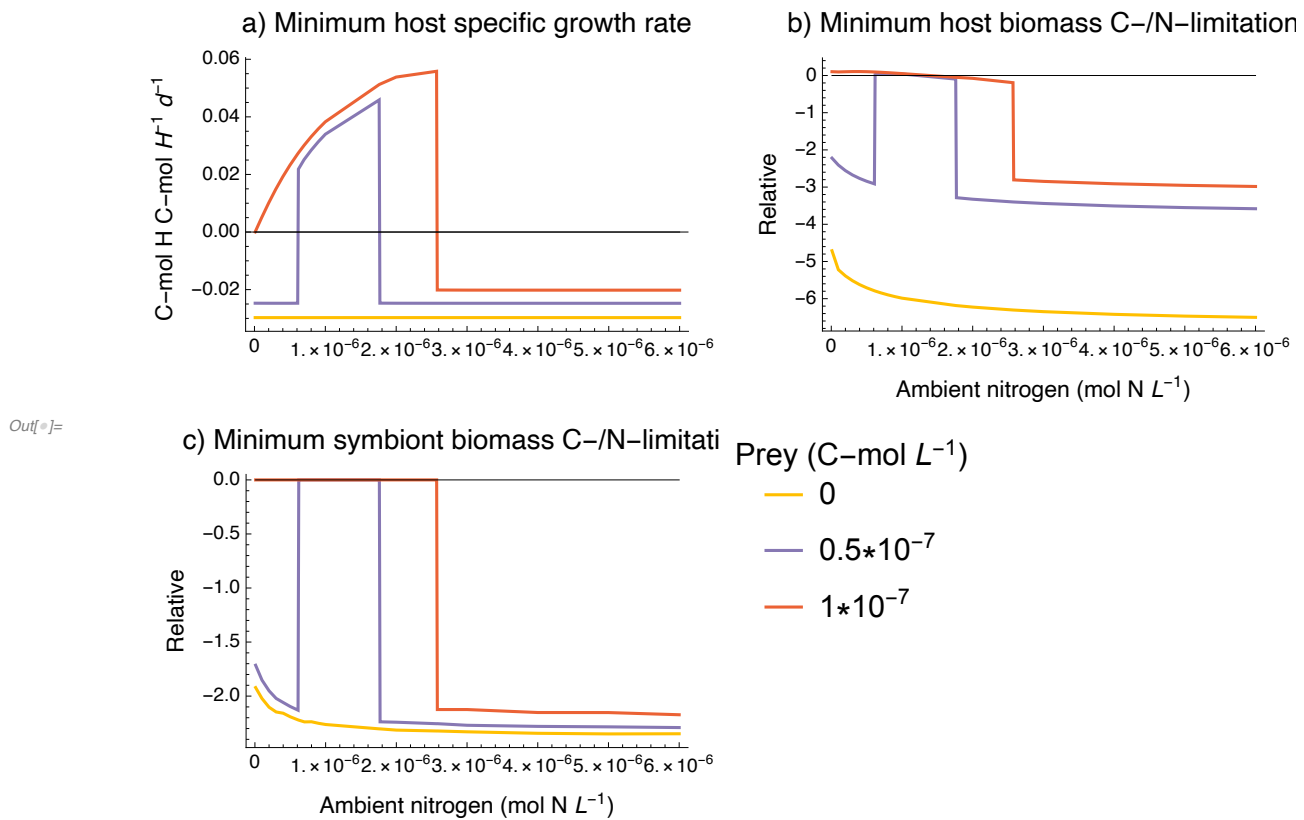 a) Minimum host specific growth rate
C−mol H C−mol H⁻¹ d⁻¹
0.06
0.04
0.02
0.00
−0.02
0 1.×10⁻⁶ 2.×10⁻⁶ 3.×10⁻⁶ 4.×10⁻⁶ 5.×10⁻⁶ 6.×10⁻⁶
b) Minimum host biomass C−/N−limitation
Relative
0
−1
−2
−3
−4
−5
−6
0 1.×10⁻⁶ 2.×10⁻⁶ 3.×10⁻⁶ 4.×10⁻⁶ 5.×10⁻⁶ 6.×10⁻⁶
Ambient nitrogen (mol N L⁻¹)
Out[•]=
c) Minimum symbiont biomass C−/N−limitati
Relative
0.0
−0.5
−1.0
−1.5
−2.0
0 1.×10⁻⁶ 2.×10⁻⁶ 3.×10⁻⁶ 4.×10⁻⁶ 5.×10⁻⁶ 6.×10⁻⁶
Ambient nitrogen (mol N L⁻¹)
Prey (C−mol L⁻¹)
0
0.5*10⁻⁷
1*10⁻⁷